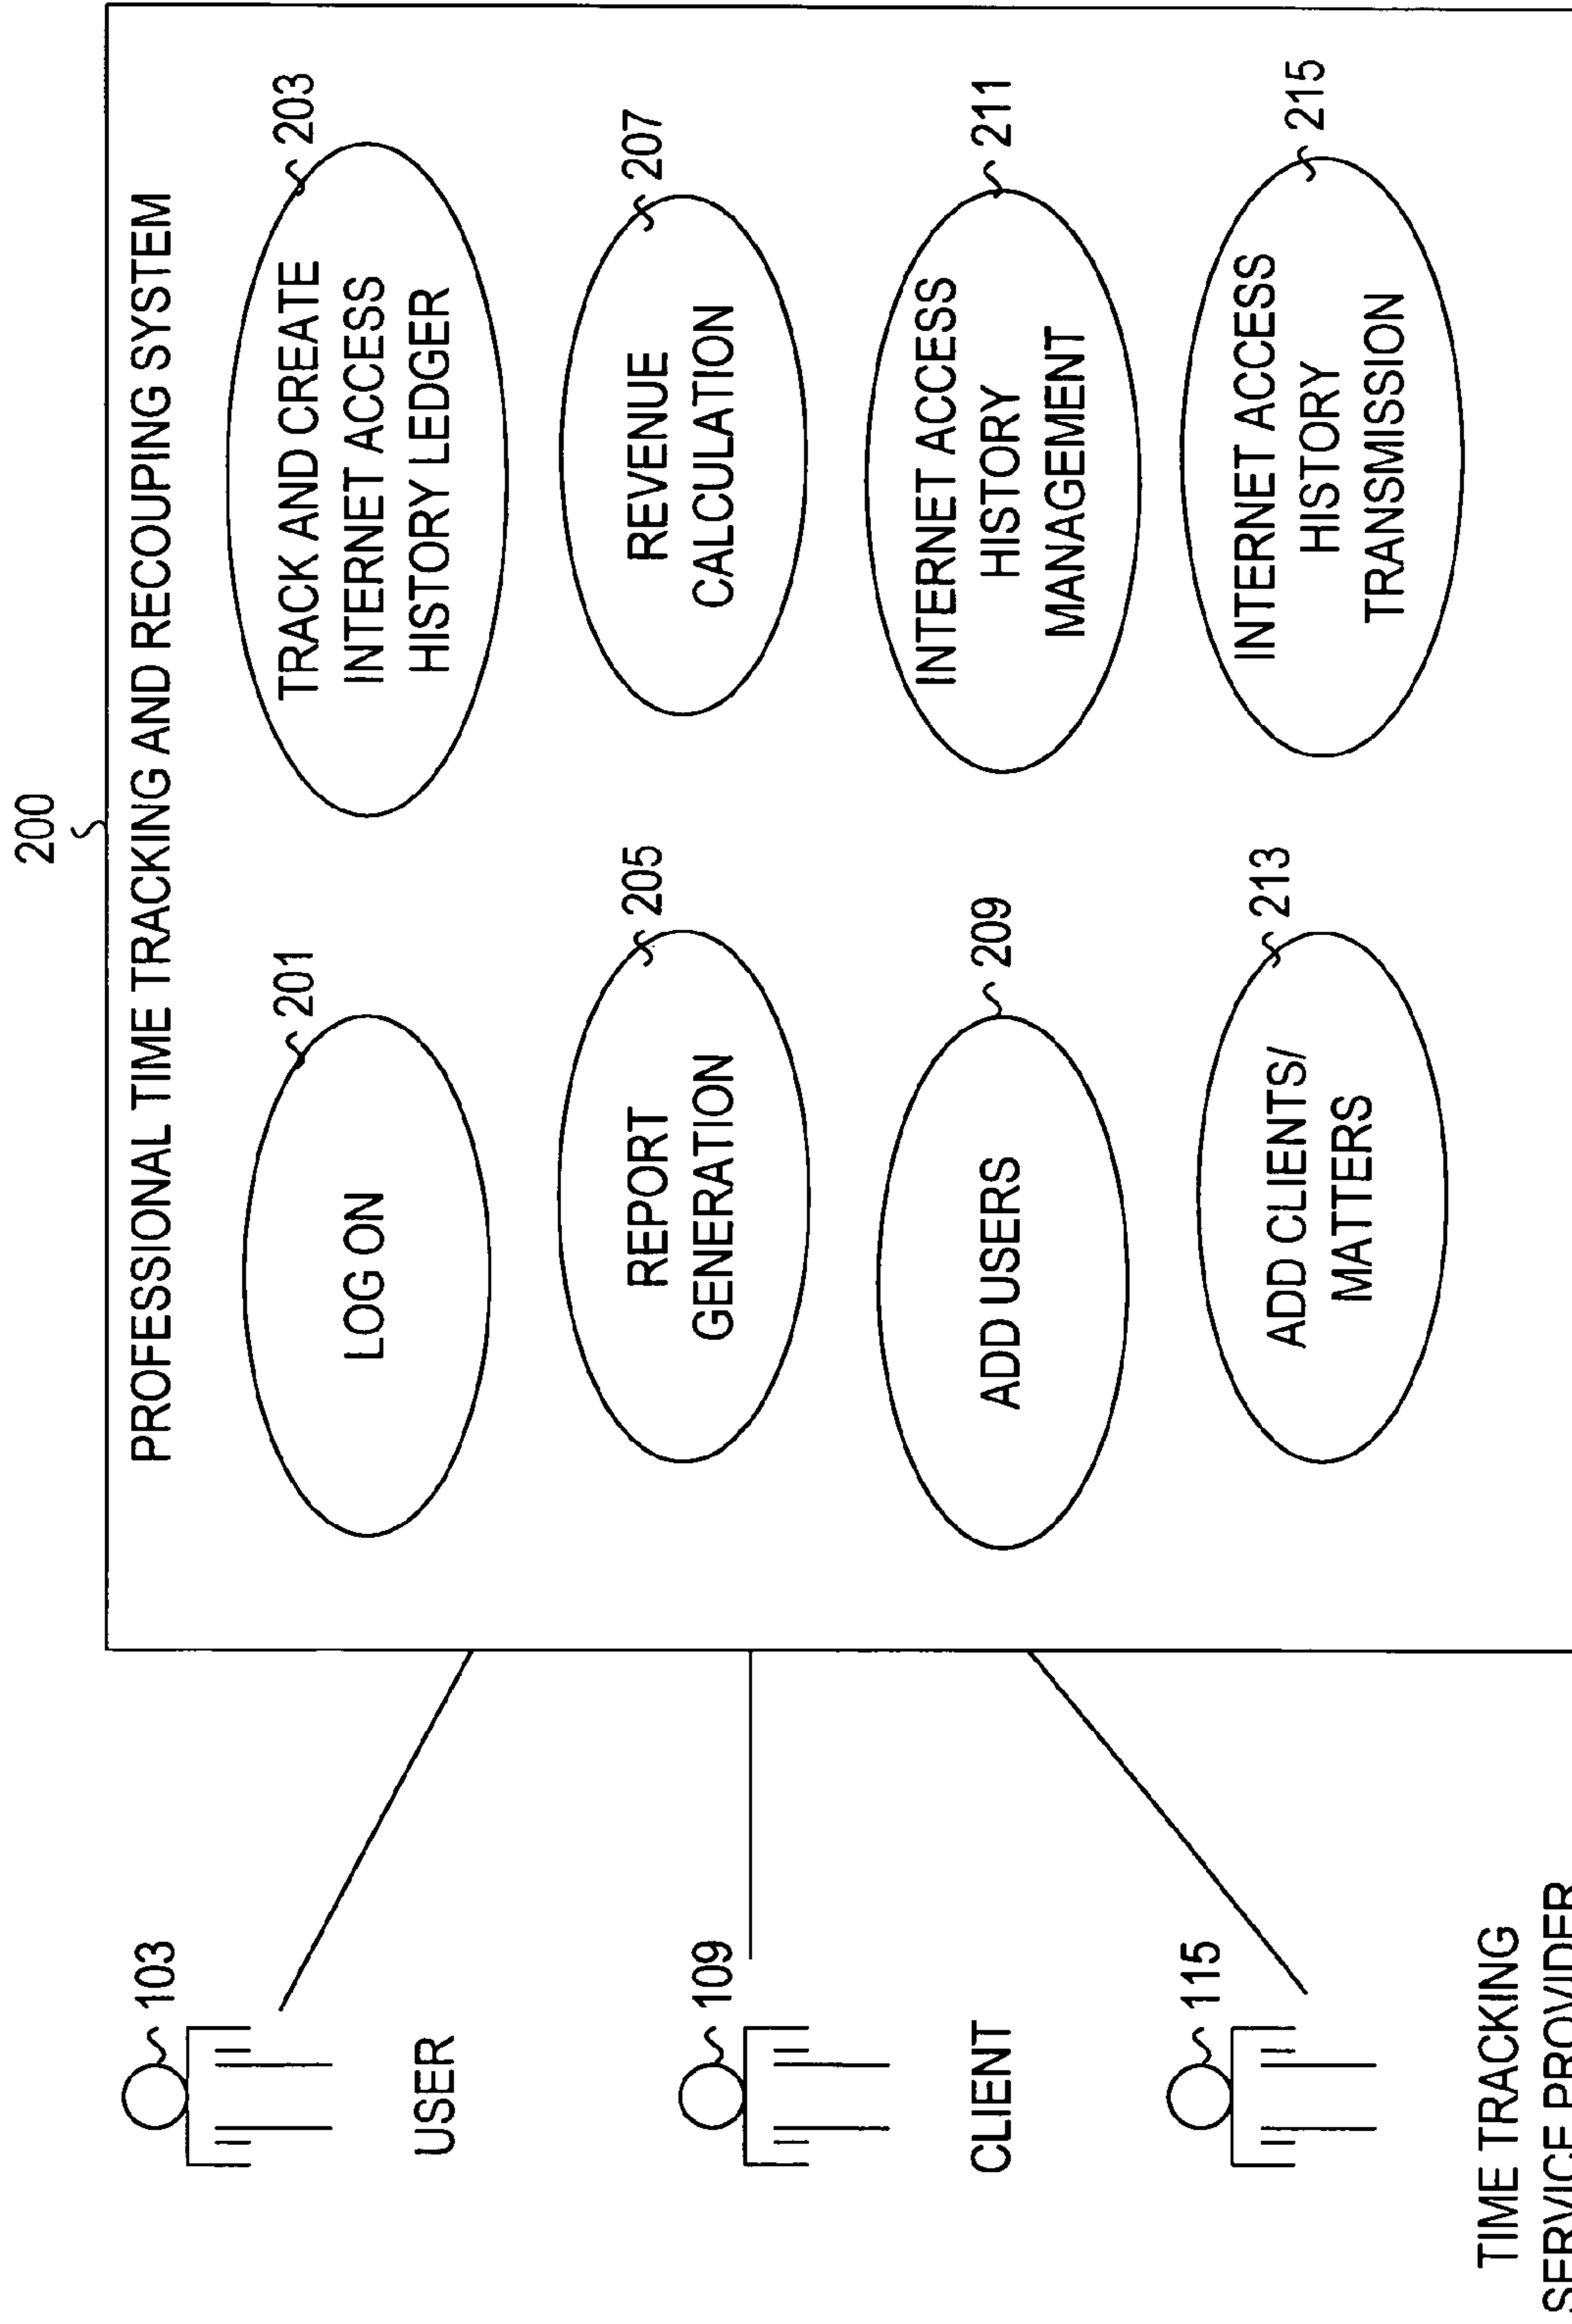 200
PROFESSIONAL TIME TRACKING AND RECOUPING SYSTEM
103
USER
109
CLIENT
115
TIME TRACKING
SERVICE PROVIDER
201
LOG ON
203
TRACK AND CREATE
INTERNET ACCESS
HISTORY LEDGER
205
REPORT
GENERATION
207
REVENUE
CALCULATION
209
ADD USERS
211
INTERNET ACCESS
HISTORY
MANAGEMENT
213
ADD CLIENTS/
MATTERS
215
INTERNET ACCESS
HISTORY
TRANSMISSION